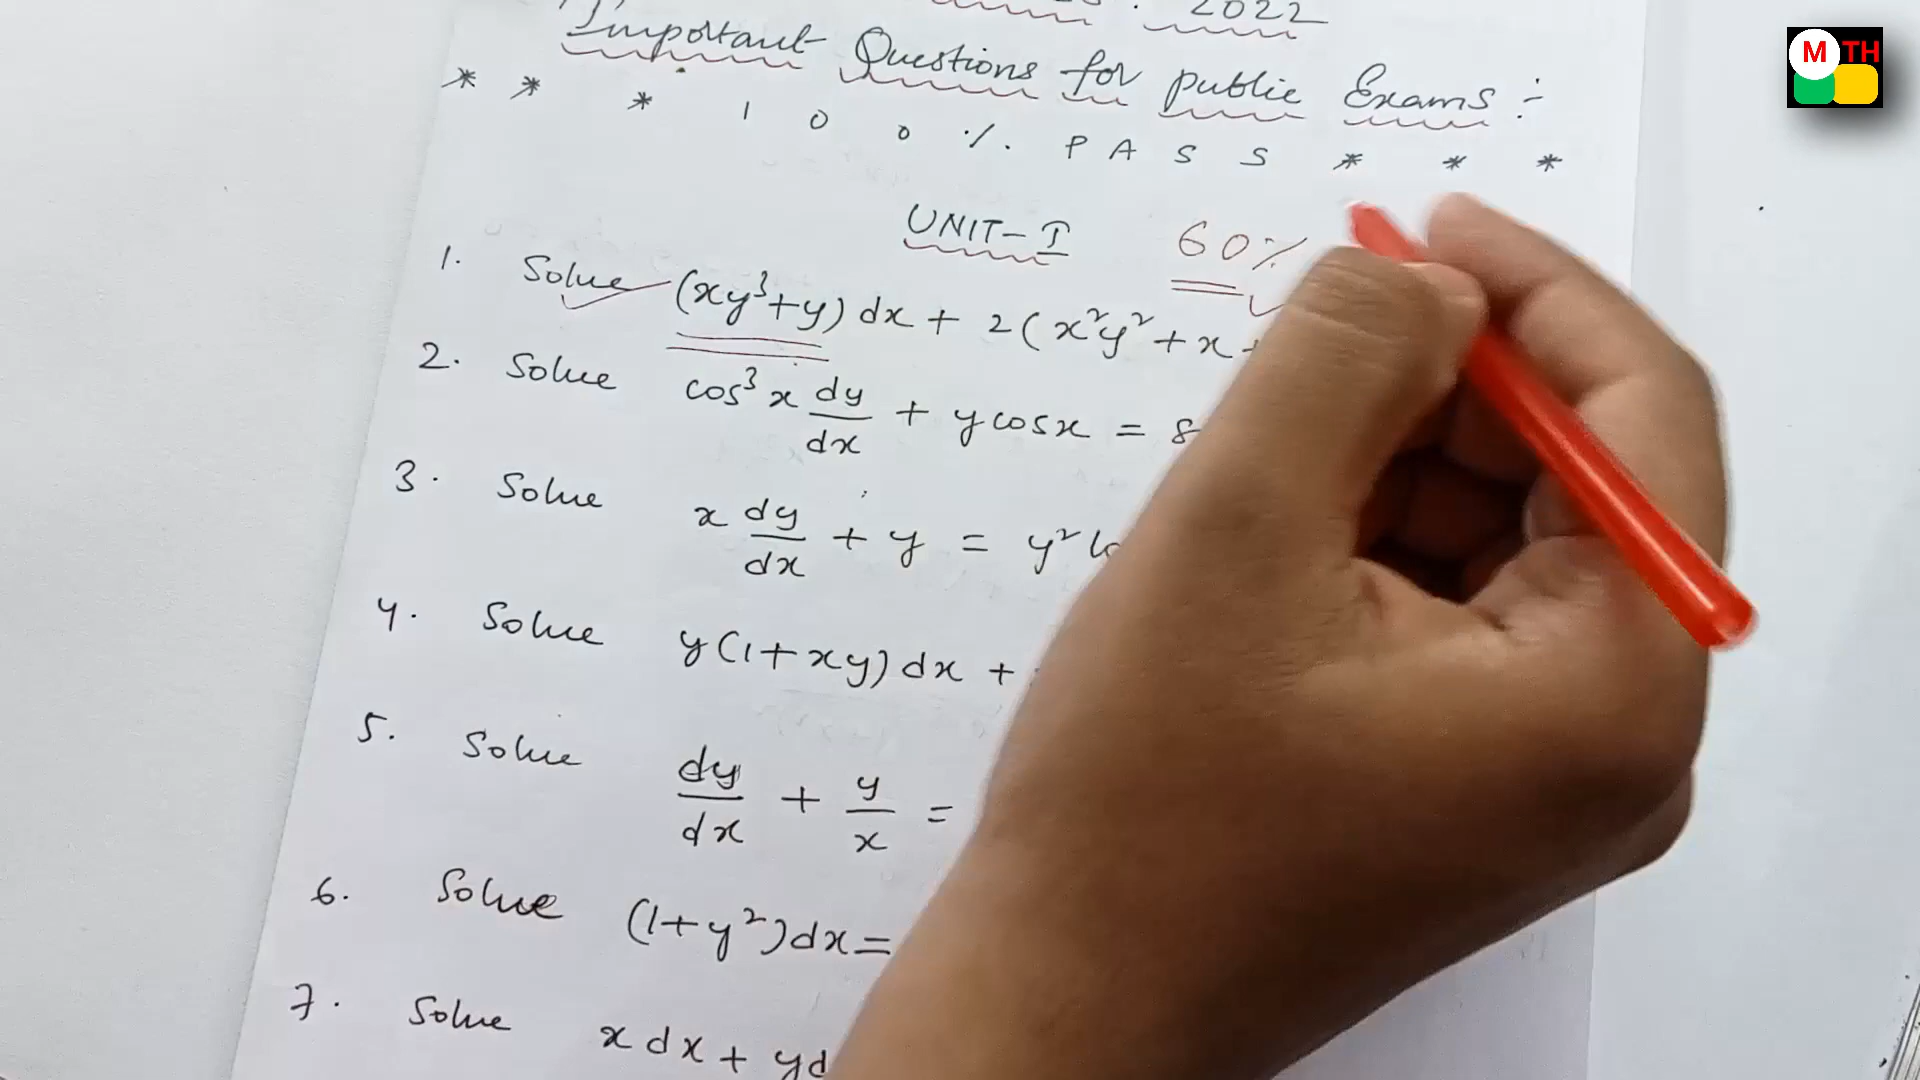 2022
Important Questions for public Exams :-
* * * 1 0 0 %. P A S S * * *
UNIT-I 60%
1. Solve (xy³+y)dx + 2(x²y²+x+
2. Solve cos³x dy/dx + y cosx = 8
3. Solve x dy/dx + y = y²
4. Solve y(1+xy)dx +
5. Solve dy/dx + y/x =
6. Solve (1+y²)dx =
7. Solve x dx + yd
M TH